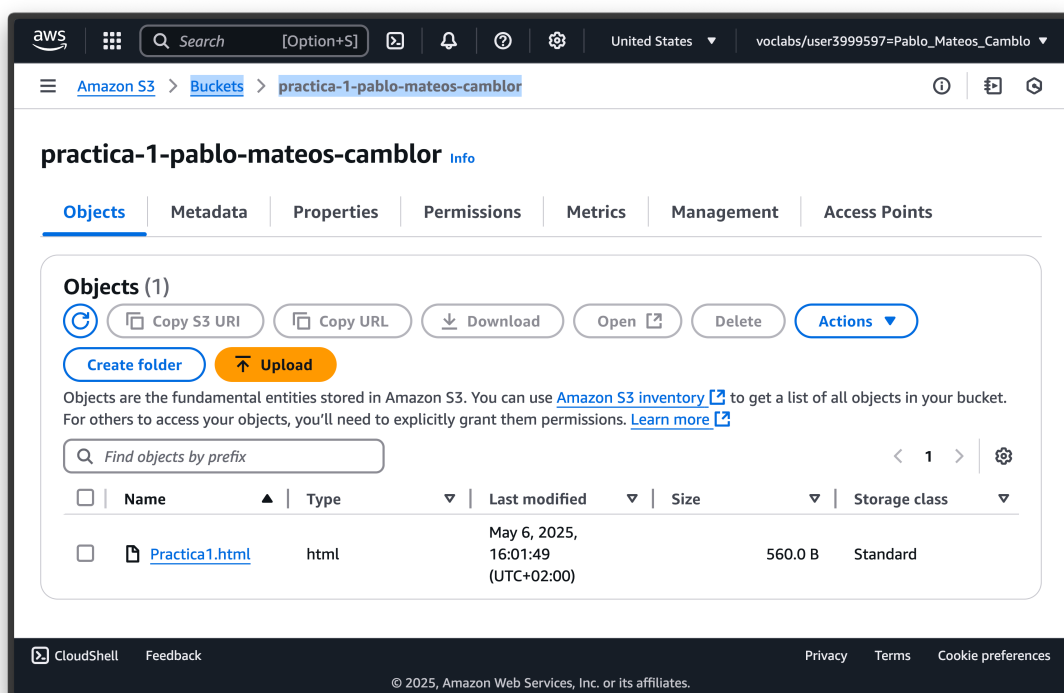 aws Search [Option+S] United States voclabs/user3999597=Pablo_Mateos_Camblo
Amazon S3 Buckets practica-1-pablo-mateos-camblor
practica-1-pablo-mateos-camblor Info
Objects Metadata Properties Permissions Metrics Management Access Points
Objects (1)
Copy S3 URI Copy URL Download Open Delete Actions
Create folder Upload
Objects are the fundamental entities stored in Amazon S3. You can use Amazon S3 inventory to get a list of all objects in your bucket.
For others to access your objects, you’ll need to explicitly grant them permissions. Learn more
Find objects by prefix 1
Name Type Last modified Size Storage class
May 6, 2025,
Practica1.html html 16:01:49 560.0 B Standard
(UTC+02:00)
CloudShell Feedback Privacy Terms Cookie preferences
© 2025, Amazon Web Services, Inc. or its affiliates.